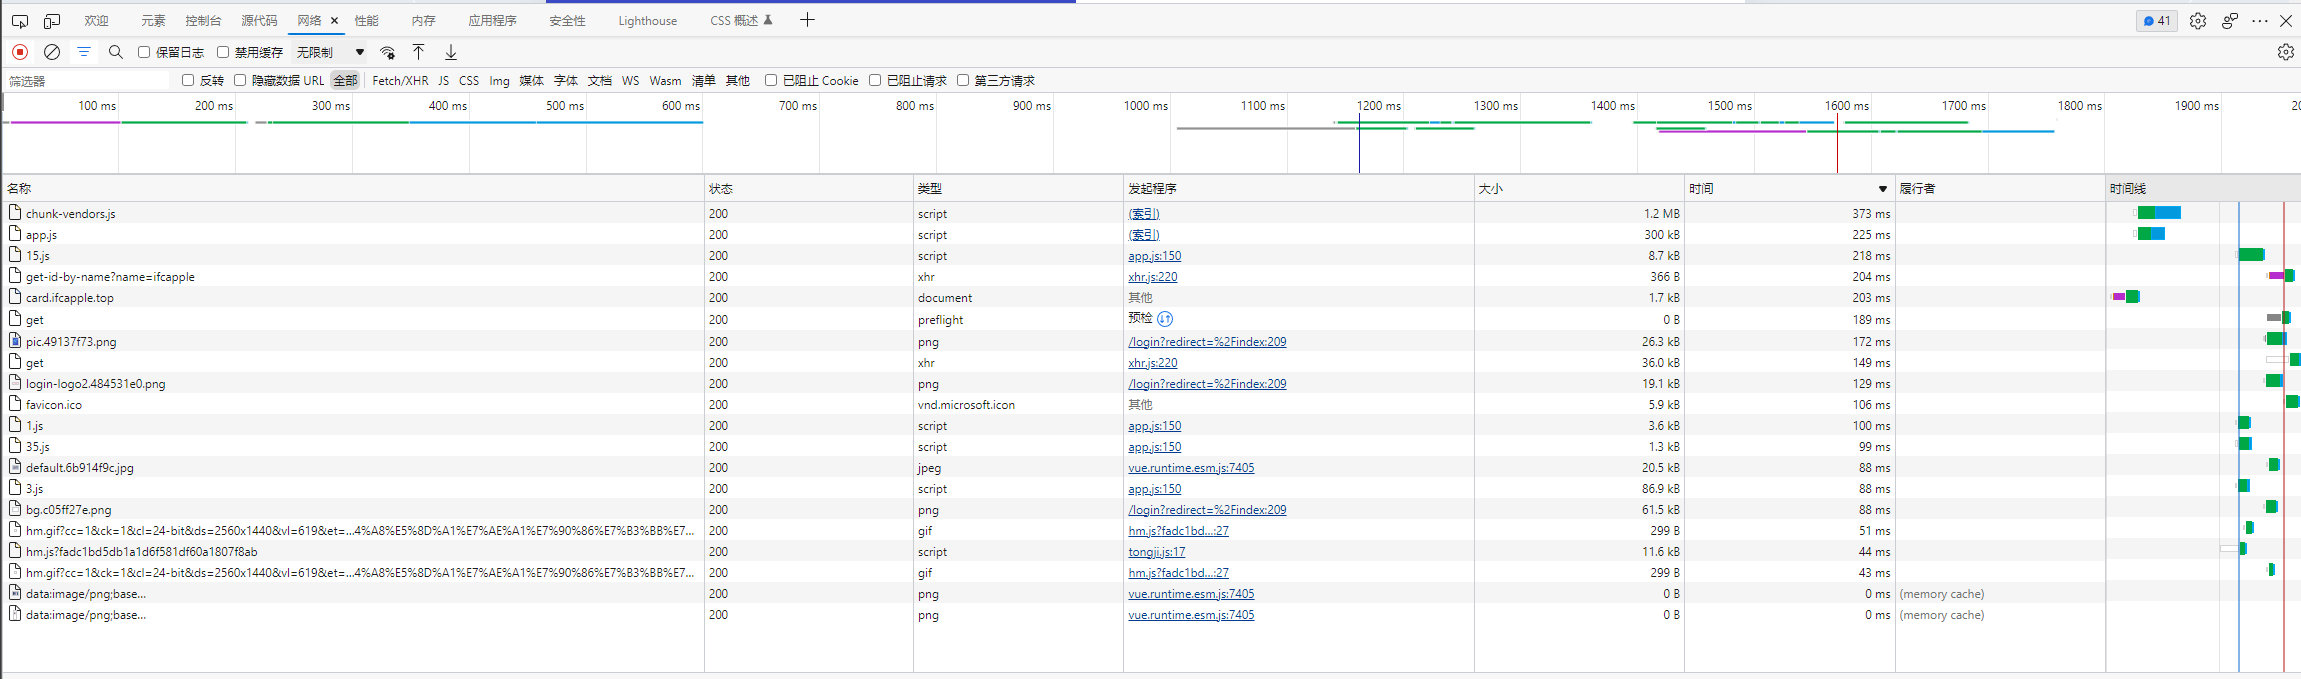 欢迎 元素 控制台 源代码 网络 × 性能 内存 应用程序 安全性 Lighthouse CSS 概述 41
保留日志 禁用缓存 无限制
筛选器 反转 隐藏数据 URL 全部 Fetch/XHR JS CSS Img 媒体 字体 文档 WS Wasm 清单 其他 已阻止 Cookie 已阻止请求 第三方请求
100 ms 200 ms 300 ms 400 ms 500 ms 600 ms 700 ms 800 ms 900 ms 1000 ms 1100 ms 1200 ms 1300 ms 1400 ms 1500 ms 1600 ms 1700 ms 1800 ms 1900 ms 20
名称 状态 类型 发起程序 大小 时间 履行者 时间线
chunk-vendors.js 200 script (索引) 1.2 MB 373 ms
app.js 200 script (索引) 300 kB 225 ms
15.js 200 script app.js:150 8.7 kB 218 ms
get-id-by-name?name=ifcapple 200 xhr xhr.js:220 366 B 204 ms
card.ifcapple.top 200 document 其他 1.7 kB 203 ms
get 200 preflight 预检 0 B 189 ms
pic.49137f73.png 200 png /login?redirect=%2Findex:209 26.3 kB 172 ms
get 200 xhr xhr.js:220 36.0 kB 149 ms
login-logo2.484531e0.png 200 png /login?redirect=%2Findex:209 19.1 kB 129 ms
favicon.ico 200 vnd.microsoft.icon 其他 5.9 kB 106 ms
1.js 200 script app.js:150 3.6 kB 100 ms
35.js 200 script app.js:150 1.3 kB 99 ms
default.6b914f9c.jpg 200 jpeg vue.runtime.esm.js:7405 20.5 kB 88 ms
3.js 200 script app.js:150 86.9 kB 88 ms
bg.c05ff27e.png 200 png /login?redirect=%2Findex:209 61.5 kB 88 ms
hm.gif?cc=1&ck=1&cl=24-bit&ds=2560x1440&vl=619&et=...4%A8%E5%8D%A1%E7%AE%A1%E7%90%86%E7%B3%BB%E7... 200 gif hm.js?fadc1bd...:27 299 B 51 ms
hm.js?fadc1bd5db1a1d6f581df60a1807f8ab 200 script tongji.js:17 11.6 kB 44 ms
hm.gif?cc=1&ck=1&cl=24-bit&ds=2560x1440&vl=619&et=...4%A8%E5%8D%A1%E7%AE%A1%E7%90%86%E7%B3%BB%E7... 200 gif hm.js?fadc1bd...:27 299 B 43 ms
data:image/png;base... 200 png vue.runtime.esm.js:7405 0 B 0 ms (memory cache)
data:image/png;base... 200 png vue.runtime.esm.js:7405 0 B 0 ms (memory cache)